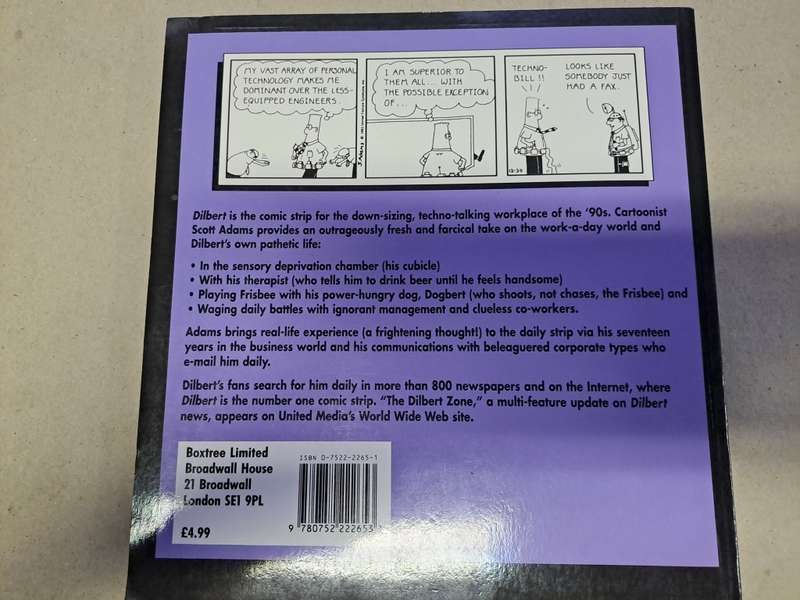 MY VAST ARRAY OF PERSONAL
TECHNOLOGY MAKES ME
DOMINANT OVER THE LESS-
EQUIPPED ENGINEERS.
I AM SUPERIOR TO
THEM ALL... WITH
THE POSSIBLE EXCEPTION
OF...
TECHNO-
BILL!!
LOOKS LIKE
SOMEBODY JUST
HAD A FAX.
Dilbert is the comic strip for the down-sizing, techno-talking workplace of the '90s. Cartoonist
Scott Adams provides an outrageously fresh and farcical take on the work-a-day world and
Dilbert's own pathetic life:
• In the sensory deprivation chamber (his cubicle)
• With his therapist (who tells him to drink beer until he feels handsome)
• Playing Frisbee with his power-hungry dog, Dogbert (who shoots, not chases, the Frisbee) and
• Waging daily battles with ignorant management and clueless co-workers.
Adams brings real-life experience (a frightening thought!) to the daily strip via his seventeen
years in the business world and his communications with beleaguered corporate types who
e-mail him daily.
Dilbert's fans search for him daily in more than 800 newspapers and on the Internet, where
Dilbert is the number one comic strip. "The Dilbert Zone," a multi-feature update on Dilbert
news, appears on United Media's World Wide Web site.
Boxtree Limited
Broadwall House
21 Broadwall
London SE1 9PL
£4.99
ISBN 0-7522-2265-1
9 780752 222653